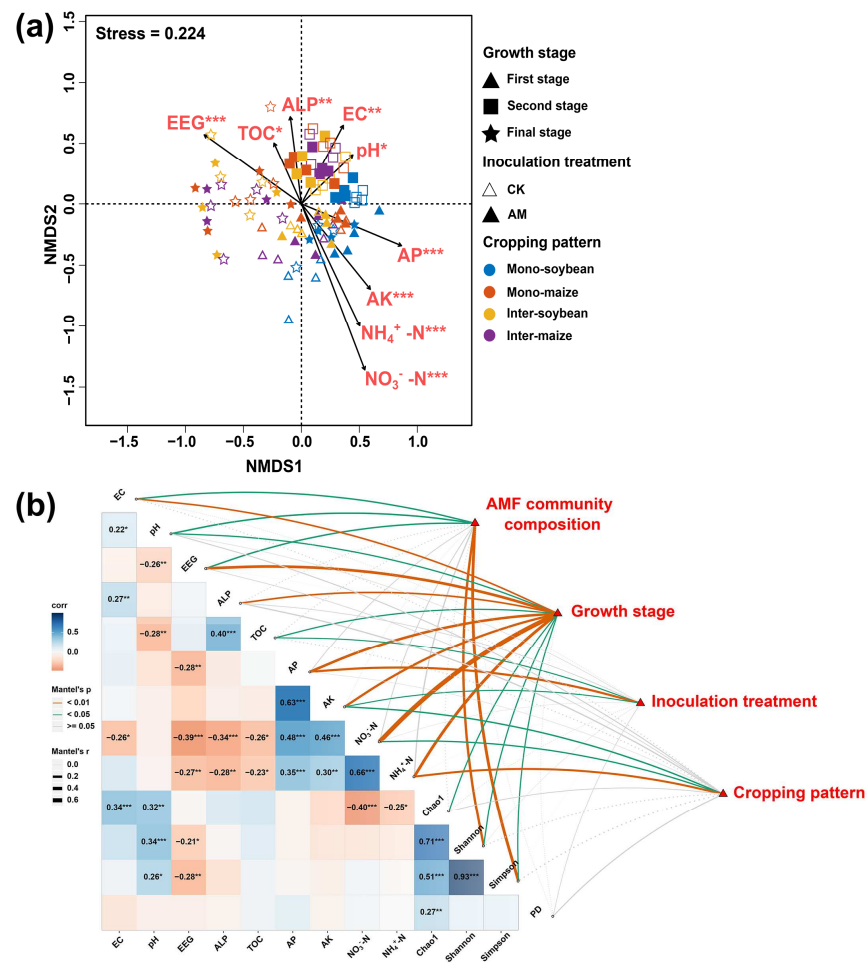 (a)
Stress = 0.224
EEG***
TOC*
ALP**
EC**
pH*
AP***
AK***
NH₄⁺ -N***
NO₃⁻ -N***
1.5
1.0
0.5
0.0
−0.5
−1.0
−1.5
NMDS2
−1.5
−1.0
−0.5
0.0
0.5
1.0
NMDS1
Growth stage
First stage
Second stage
Final stage
Inoculation treatment
CK
AM
Cropping pattern
Mono-soybean
Mono-maize
Inter-soybean
Inter-maize
(b)
EC
pH
EEG
ALP
TOC
AP
AK
NO₃⁻-N
NH₄⁺-N
Chao1
Shannon
Simpson
PD
AMF community
composition
Growth stage
Inoculation treatment
Cropping pattern
corr
0.5
0.0
Mantel's p
< 0.01
< 0.05
>= 0.05
Mantel's r
0.0
0.2
0.4
0.6
0.22*
−0.26**
0.27**
−0.28** 0.40***
−0.28**
0.63***
−0.26* −0.39*** −0.34*** −0.26* 0.48*** 0.46***
−0.27** −0.28** −0.23* 0.35*** 0.30** 0.66***
0.34*** 0.32** −0.40*** −0.25*
0.34*** −0.21* 0.71***
0.26* −0.28** 0.51*** 0.93***
0.27**
EC
pH
EEG
ALP
TOC
AP
AK
NO₃⁻-N
NH₄⁺-N
Chao1
Shannon
Simpson